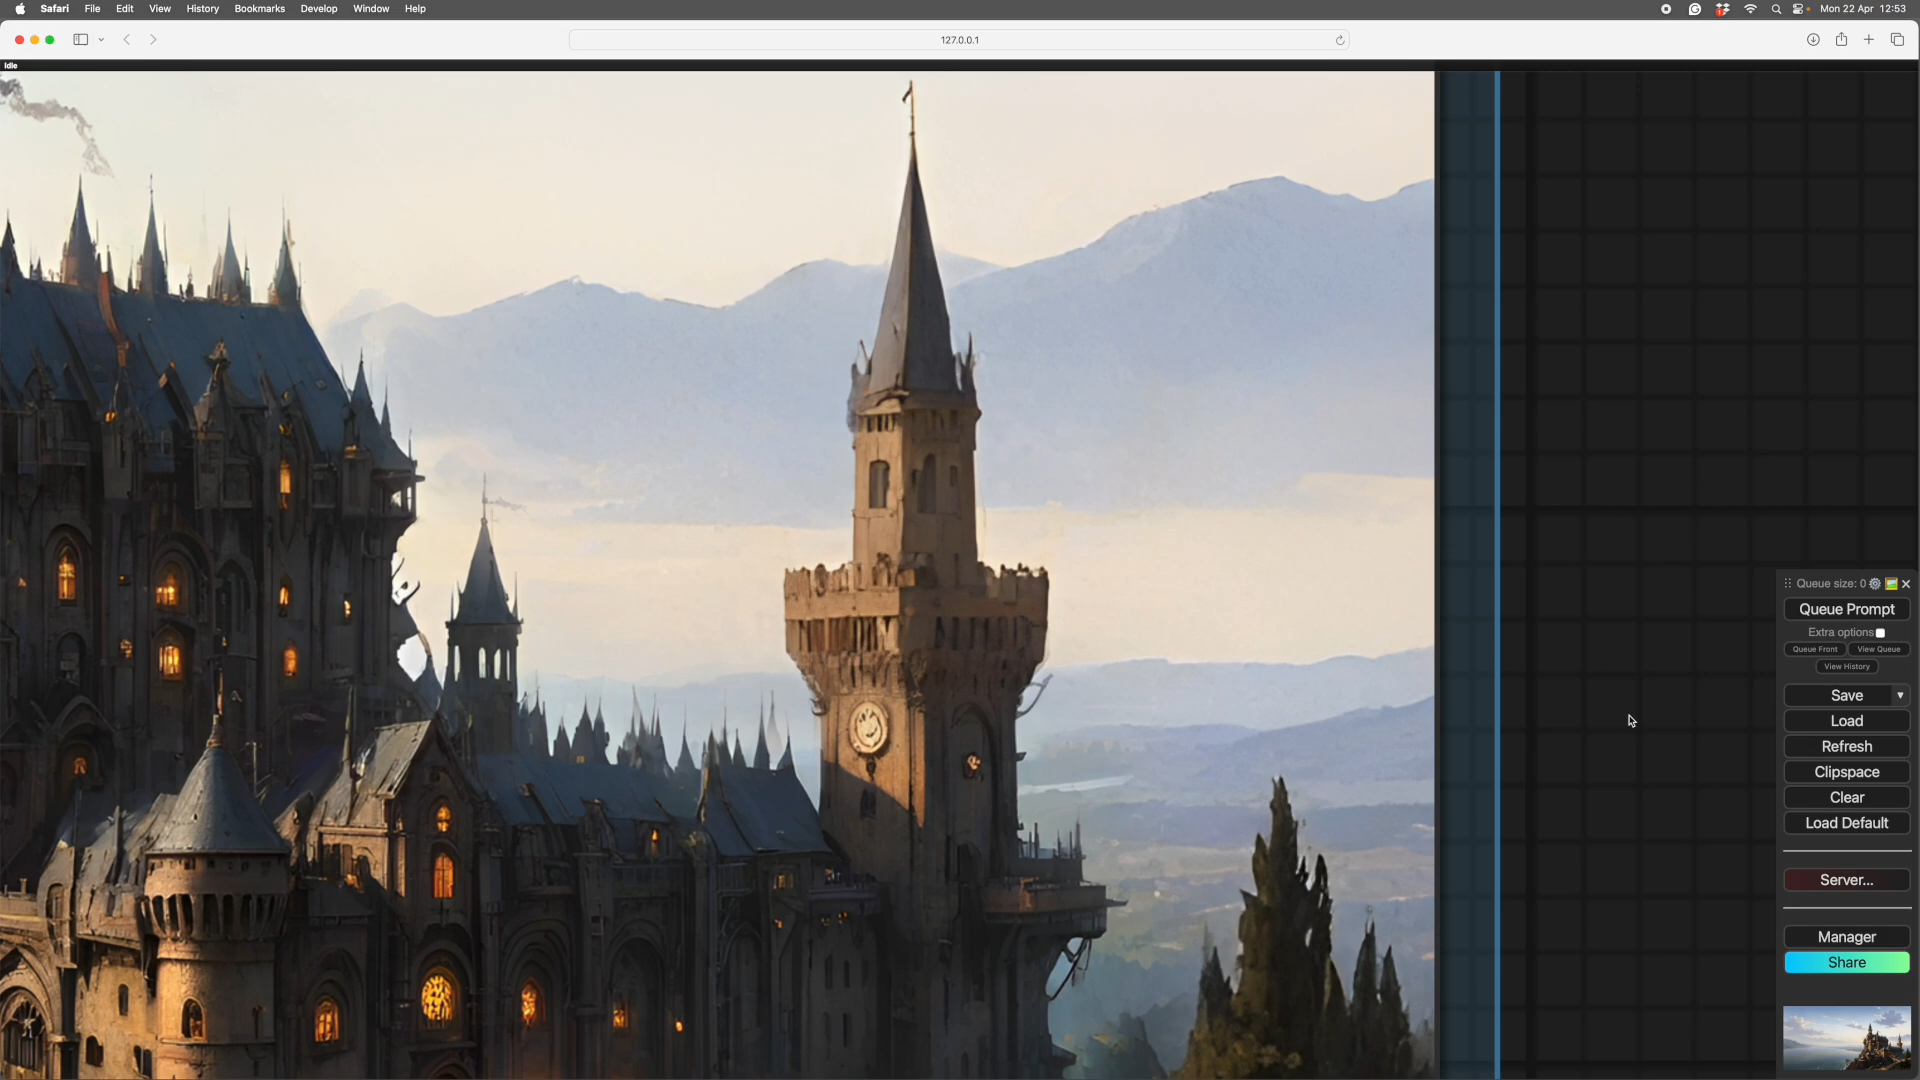 Safari File Edit View History Bookmarks Develop Window Help Mon 22 Apr 12:53
127.0.0.1
Idle
Queue size: 0
Queue Prompt
Extra options
Queue Front View Queue
View History
Save
Load
Refresh
Clipspace
Clear
Load Default
Server...
Manager
Share